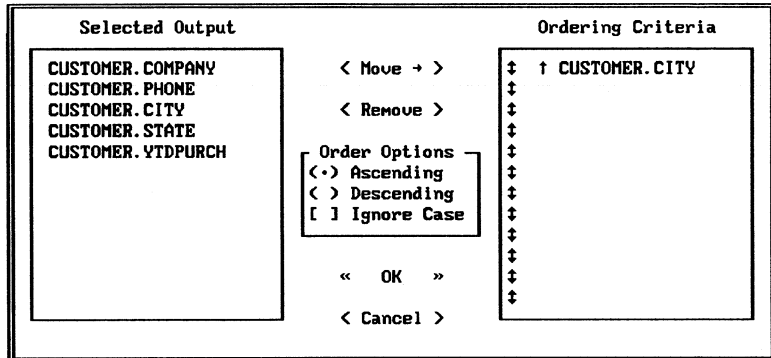 Selected Output
Ordering Criteria
CUSTOMER.COMPANY
CUSTOMER.PHONE
CUSTOMER.CITY
CUSTOMER.STATE
CUSTOMER.YTDPURCH
< Move → >
< Remove >
Order Options
(•) Ascending
( ) Descending
[ ] Ignore Case
« OK »
< Cancel >
↕ ↑ CUSTOMER.CITY
↕
↕
↕
↕
↕
↕
↕
↕
↕
↕
↕